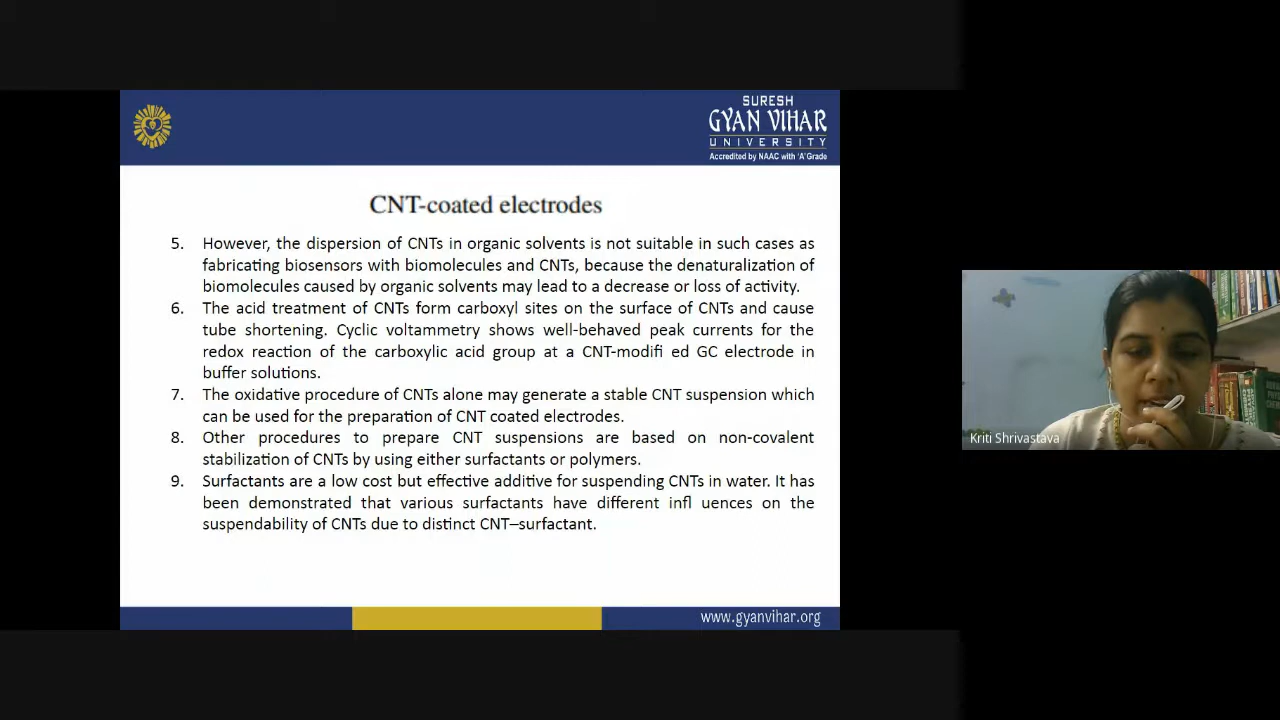 SURESH
GYAN VIHAR
UNIVERSITY
Accredited by NAAC with 'A' Grade
CNT-coated electrodes
5. However, the dispersion of CNTs in organic solvents is not suitable in such cases as
fabricating biosensors with biomolecules and CNTs, because the denaturalization of
biomolecules caused by organic solvents may lead to a decrease or loss of activity.
6. The acid treatment of CNTs form carboxyl sites on the surface of CNTs and cause
tube shortening. Cyclic voltammetry shows well-behaved peak currents for the
redox reaction of the carboxylic acid group at a CNT-modifi ed GC electrode in
buffer solutions.
7. The oxidative procedure of CNTs alone may generate a stable CNT suspension which
can be used for the preparation of CNT coated electrodes.
8. Other procedures to prepare CNT suspensions are based on non-covalent
stabilization of CNTs by using either surfactants or polymers.
9. Surfactants are a low cost but effective additive for suspending CNTs in water. It has
been demonstrated that various surfactants have different infl uences on the
suspendability of CNTs due to distinct CNT–surfactant.
www.gyanvihar.org
Kriti Shrivastava